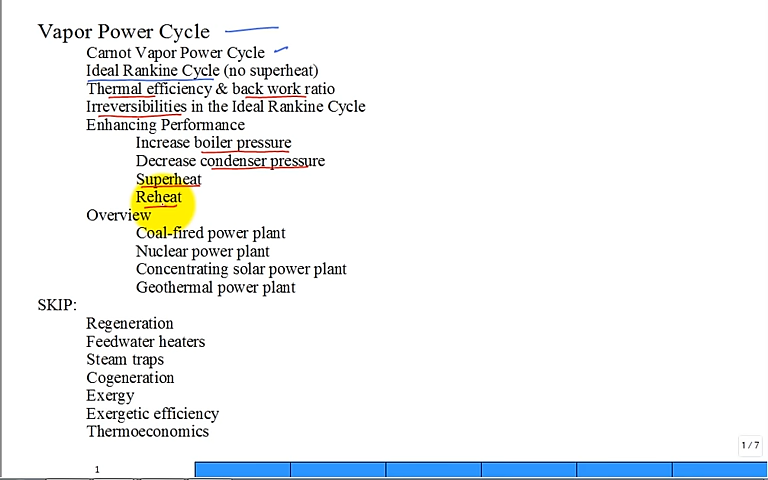 Vapor Power Cycle
Carnot Vapor Power Cycle
Ideal Rankine Cycle (no superheat)
Thermal efficiency & back work ratio
Irreversibilities in the Ideal Rankine Cycle
Enhancing Performance
Increase boiler pressure
Decrease condenser pressure
Superheat
Reheat
Overview
Coal-fired power plant
Nuclear power plant
Concentrating solar power plant
Geothermal power plant
SKIP:
Regeneration
Feedwater heaters
Steam traps
Cogeneration
Exergy
Exergetic efficiency
Thermoeconomics
1 / 7
1